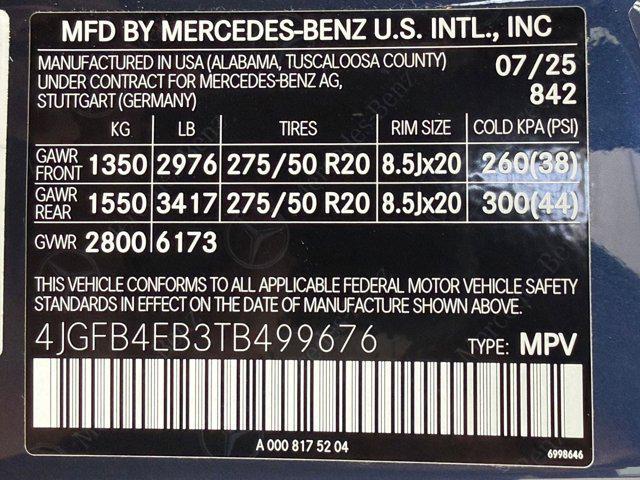 MFD BY MERCEDES-BENZ U.S. INTL., INC
MANUFACTURED IN USA (ALABAMA, TUSCALOOSA COUNTY)
UNDER CONTRACT FOR MERCEDES-BENZ AG,
STUTTGART (GERMANY)
07/25
842
KG LB TIRES RIM SIZE COLD KPA (PSI)
GAWR FRONT 1350 2976 275/50 R20 8.5Jx20 260(38)
GAWR REAR 1550 3417 275/50 R20 8.5Jx20 300(44)
GVWR 2800 6173
THIS VEHICLE CONFORMS TO ALL APPLICABLE FEDERAL MOTOR VEHICLE SAFETY
STANDARDS IN EFFECT ON THE DATE OF MANUFACTURE SHOWN ABOVE.
4JGFB4EB3TB499676 TYPE: MPV
A 000 817 52 04
6998646